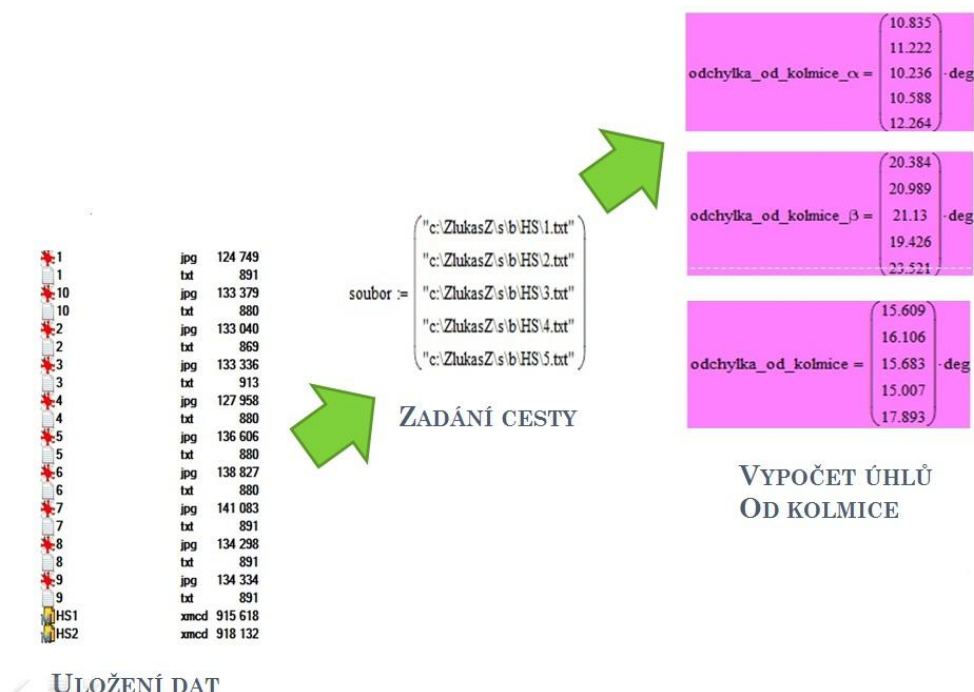 1 jpg 124 749
1 txt 891
10 jpg 133 379
10 txt 880
2 jpg 133 040
2 txt 869
3 jpg 133 336
3 txt 913
4 jpg 127 958
4 txt 880
5 jpg 136 606
5 txt 880
6 jpg 138 827
6 txt 880
7 jpg 141 083
7 txt 891
8 jpg 134 298
8 txt 891
9 jpg 134 334
9 txt 891
HS1 xmcd 915 618
HS2 xmcd 918 132
ULOŽENÍ DAT
soubor :=
"c:\ZlukasZ\s\b\HS\1.txt"
"c:\ZlukasZ\s\b\HS\2.txt"
"c:\ZlukasZ\s\b\HS\3.txt"
"c:\ZlukasZ\s\b\HS\4.txt"
"c:\ZlukasZ\s\b\HS\5.txt"
ZADÁNÍ CESTY
odchylka_od_kolmice_α =
10.835
11.222
10.236
10.588
12.264
·deg
odchylka_od_kolmice_β =
20.384
20.989
21.13
19.426
23.521
·deg
odchylka_od_kolmice =
15.609
16.106
15.683
15.007
17.893
·deg
VYPOČET ÚHLŮ
OD KOLMICE